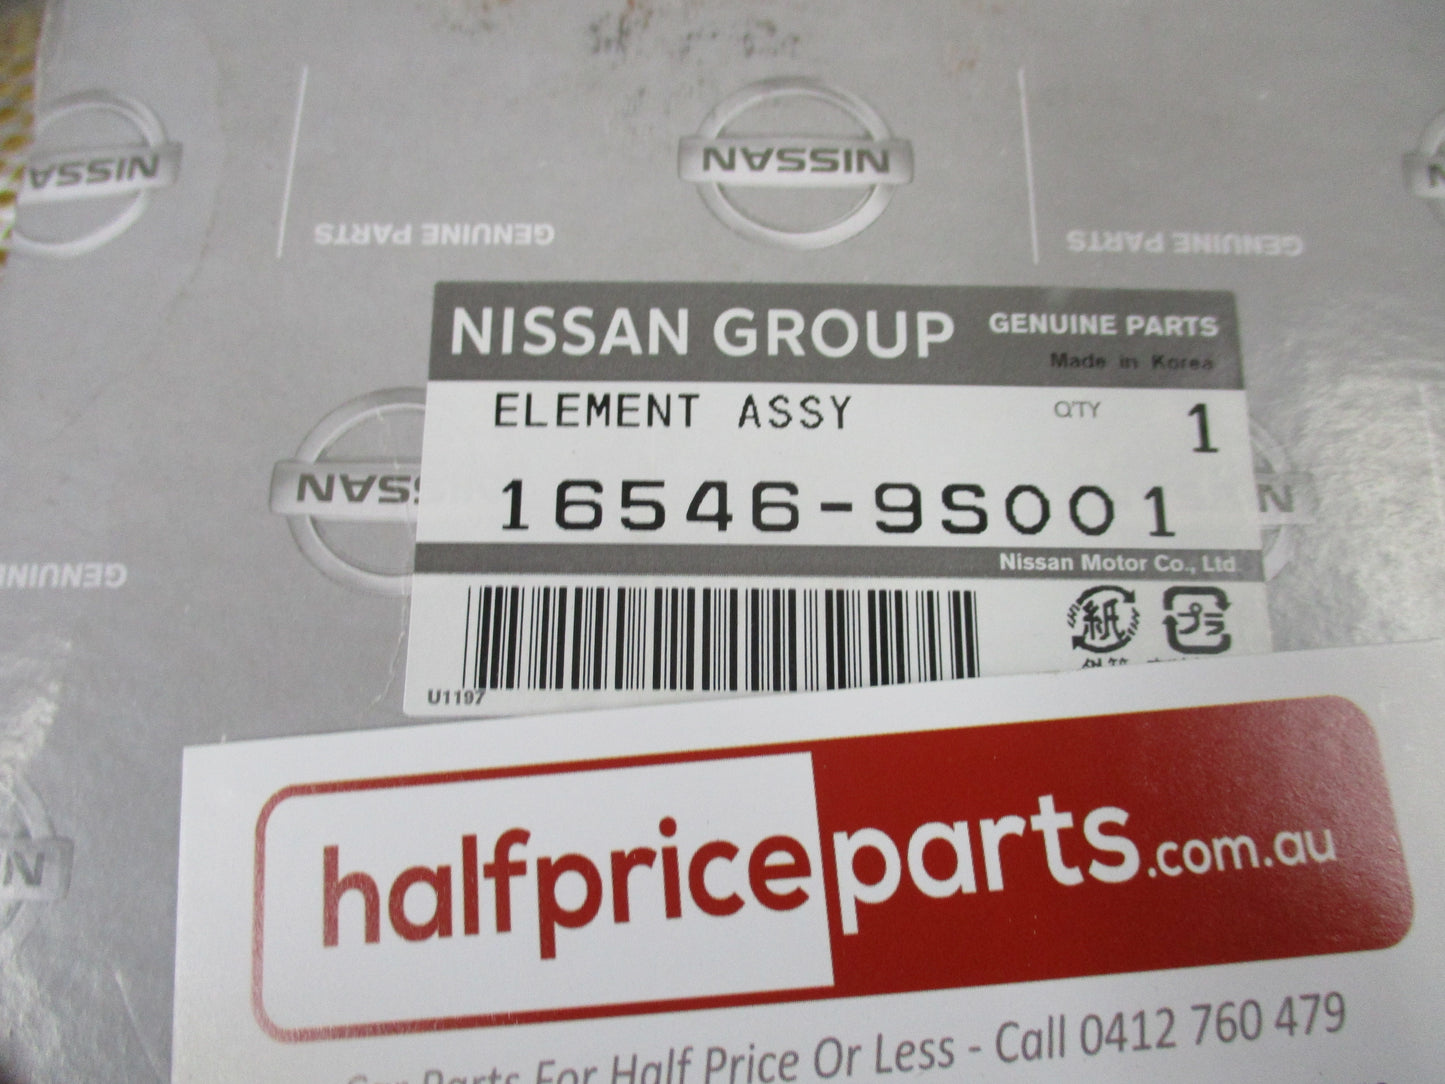 NISSAN
NISSAN
GENUINE PARTS
GENUINE PARTS
NISSAN GROUP
GENUINE PARTS
Made in Korea
ELEMENT ASSY
QTY
1
16546-9S001
Nissan Motor Co., Ltd.
紙
プラ
U1197
halfpriceparts.com.au
Car Parts For Half Price Or Less - Call 0412 760 479